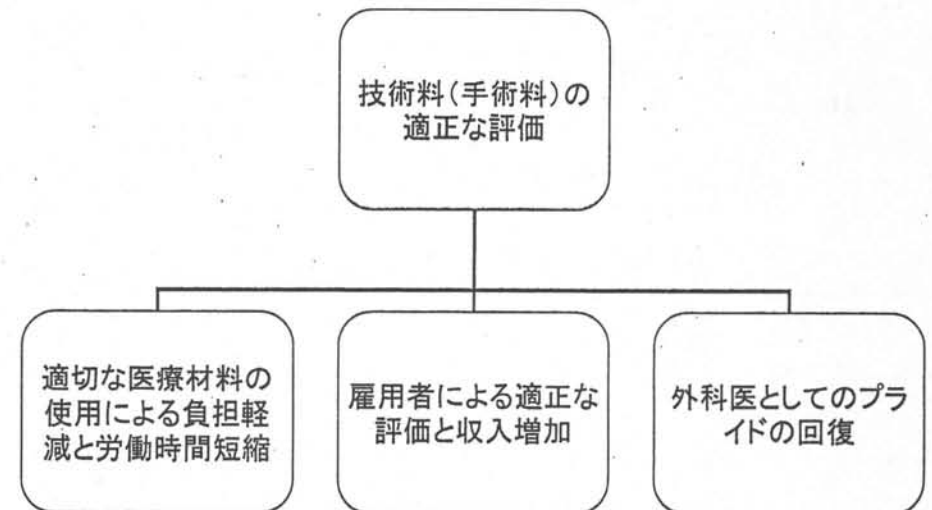 技術料(手術料)の
適正な評価
適切な医療材料の
使用による負担軽
減と労働時間短縮
雇用者による適正な
評価と収入増加
外科医としてのプラ
イドの回復